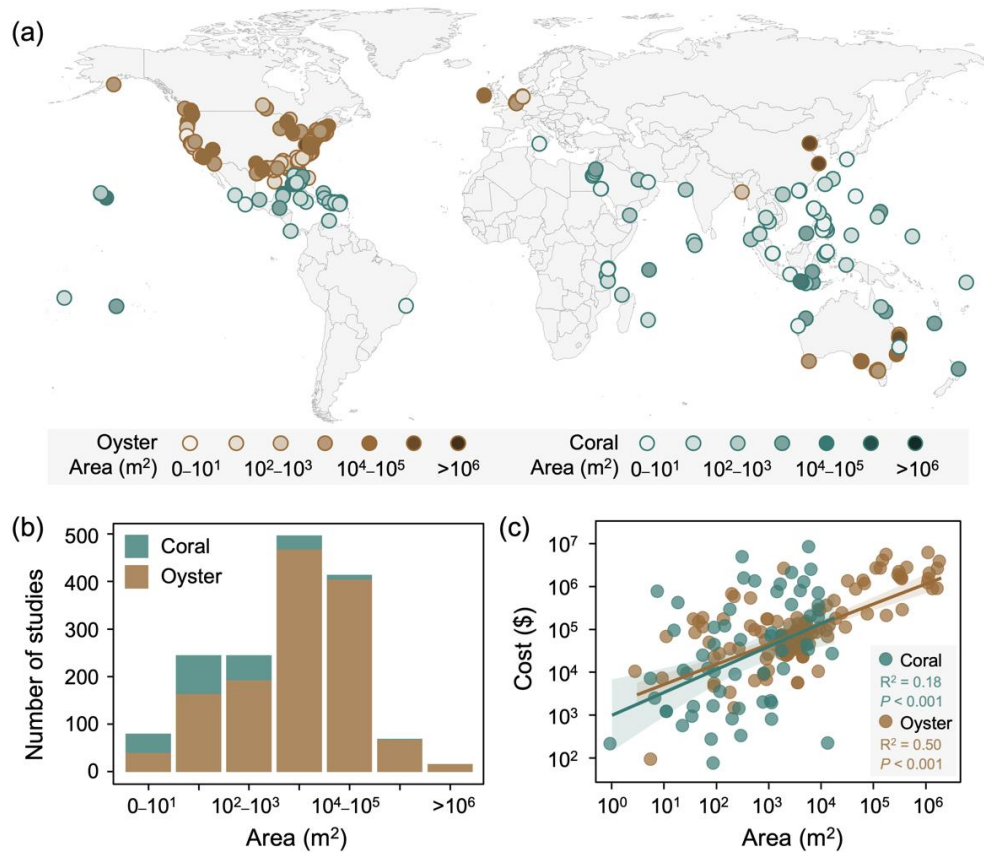 (a)
Oyster
Area (m²) 0–10¹ 10²–10³ 10⁴–10⁵ >10⁶
Coral
Area (m²) 0–10¹ 10²–10³ 10⁴–10⁵ >10⁶
(b)
Number of studies
500
400
300
200
100
0
Coral
Oyster
0–10¹ 10²–10³ 10⁴–10⁵ >10⁶
Area (m²)
(c)
Cost ($)
10⁷
10⁶
10⁵
10⁴
10³
10²
Coral
R² = 0.18
P < 0.001
Oyster
R² = 0.50
P < 0.001
10⁰ 10¹ 10² 10³ 10⁴ 10⁵ 10⁶
Area (m²)